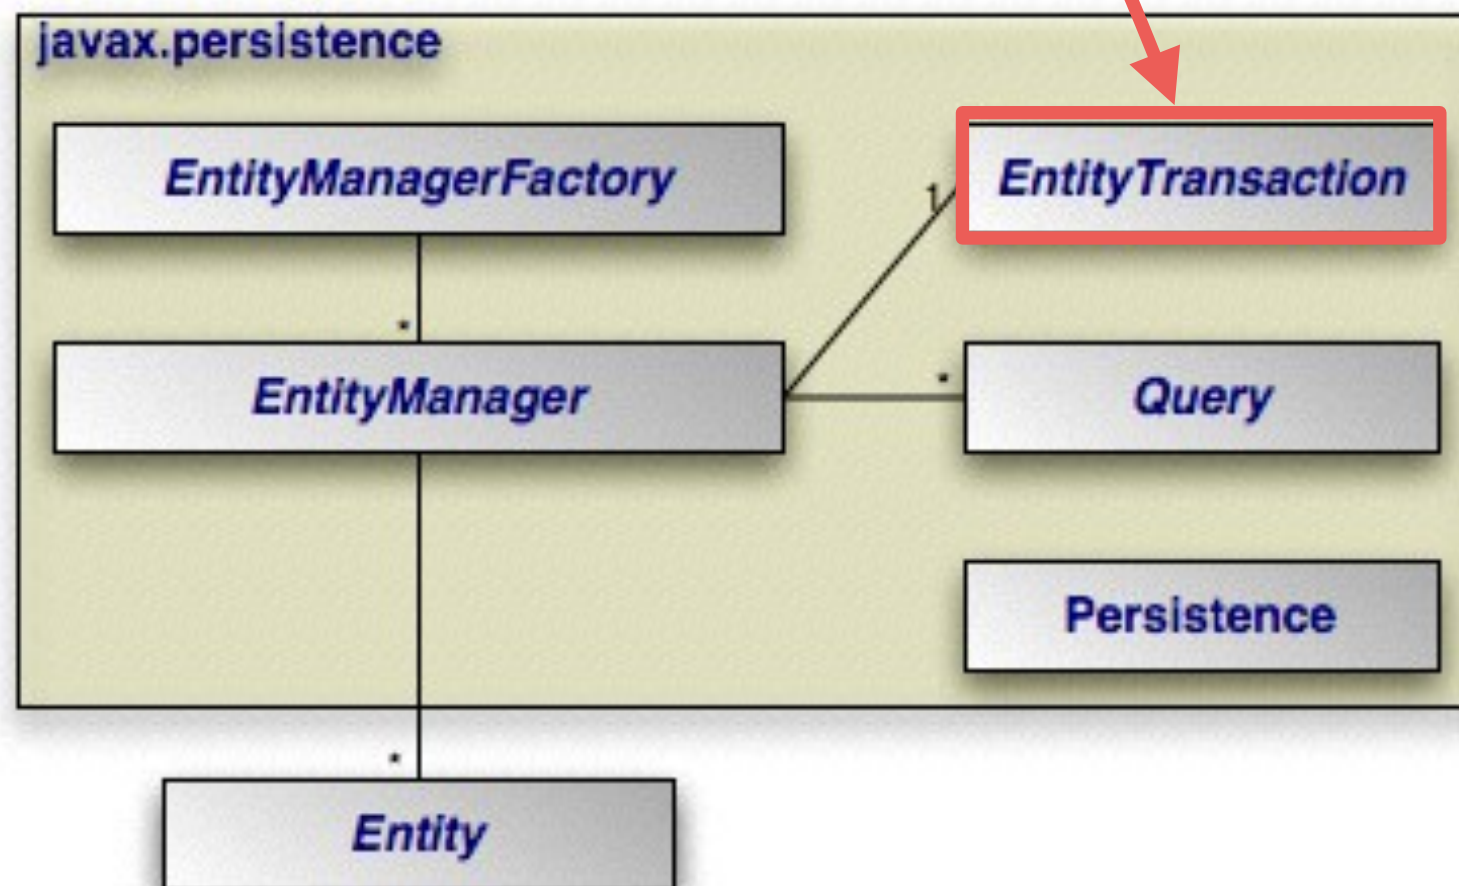 javax.persistence
EntityManagerFactory
EntityTransaction
1
*
EntityManager
*
Query
Persistence
*
Entity